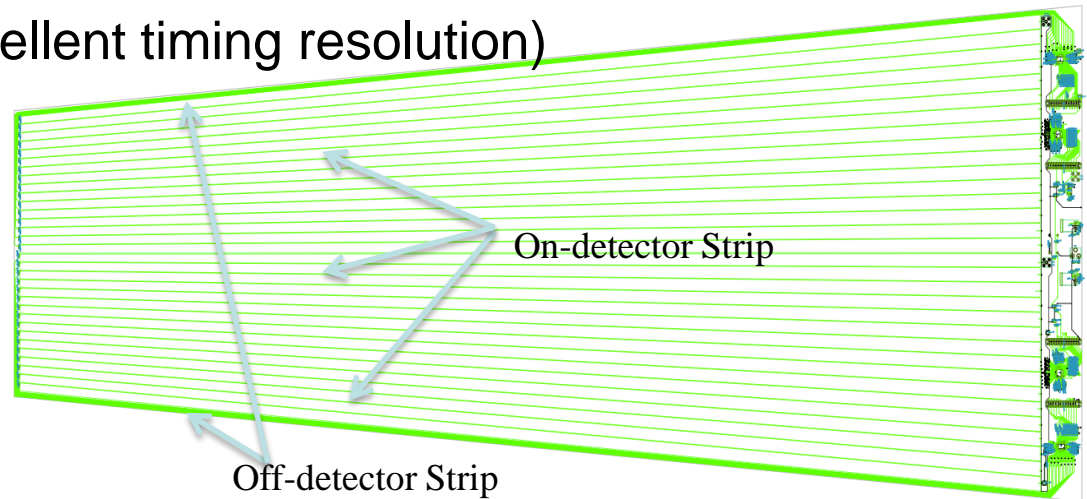 ellent timing resolution)
On-detector Strip
Off-detector Strip